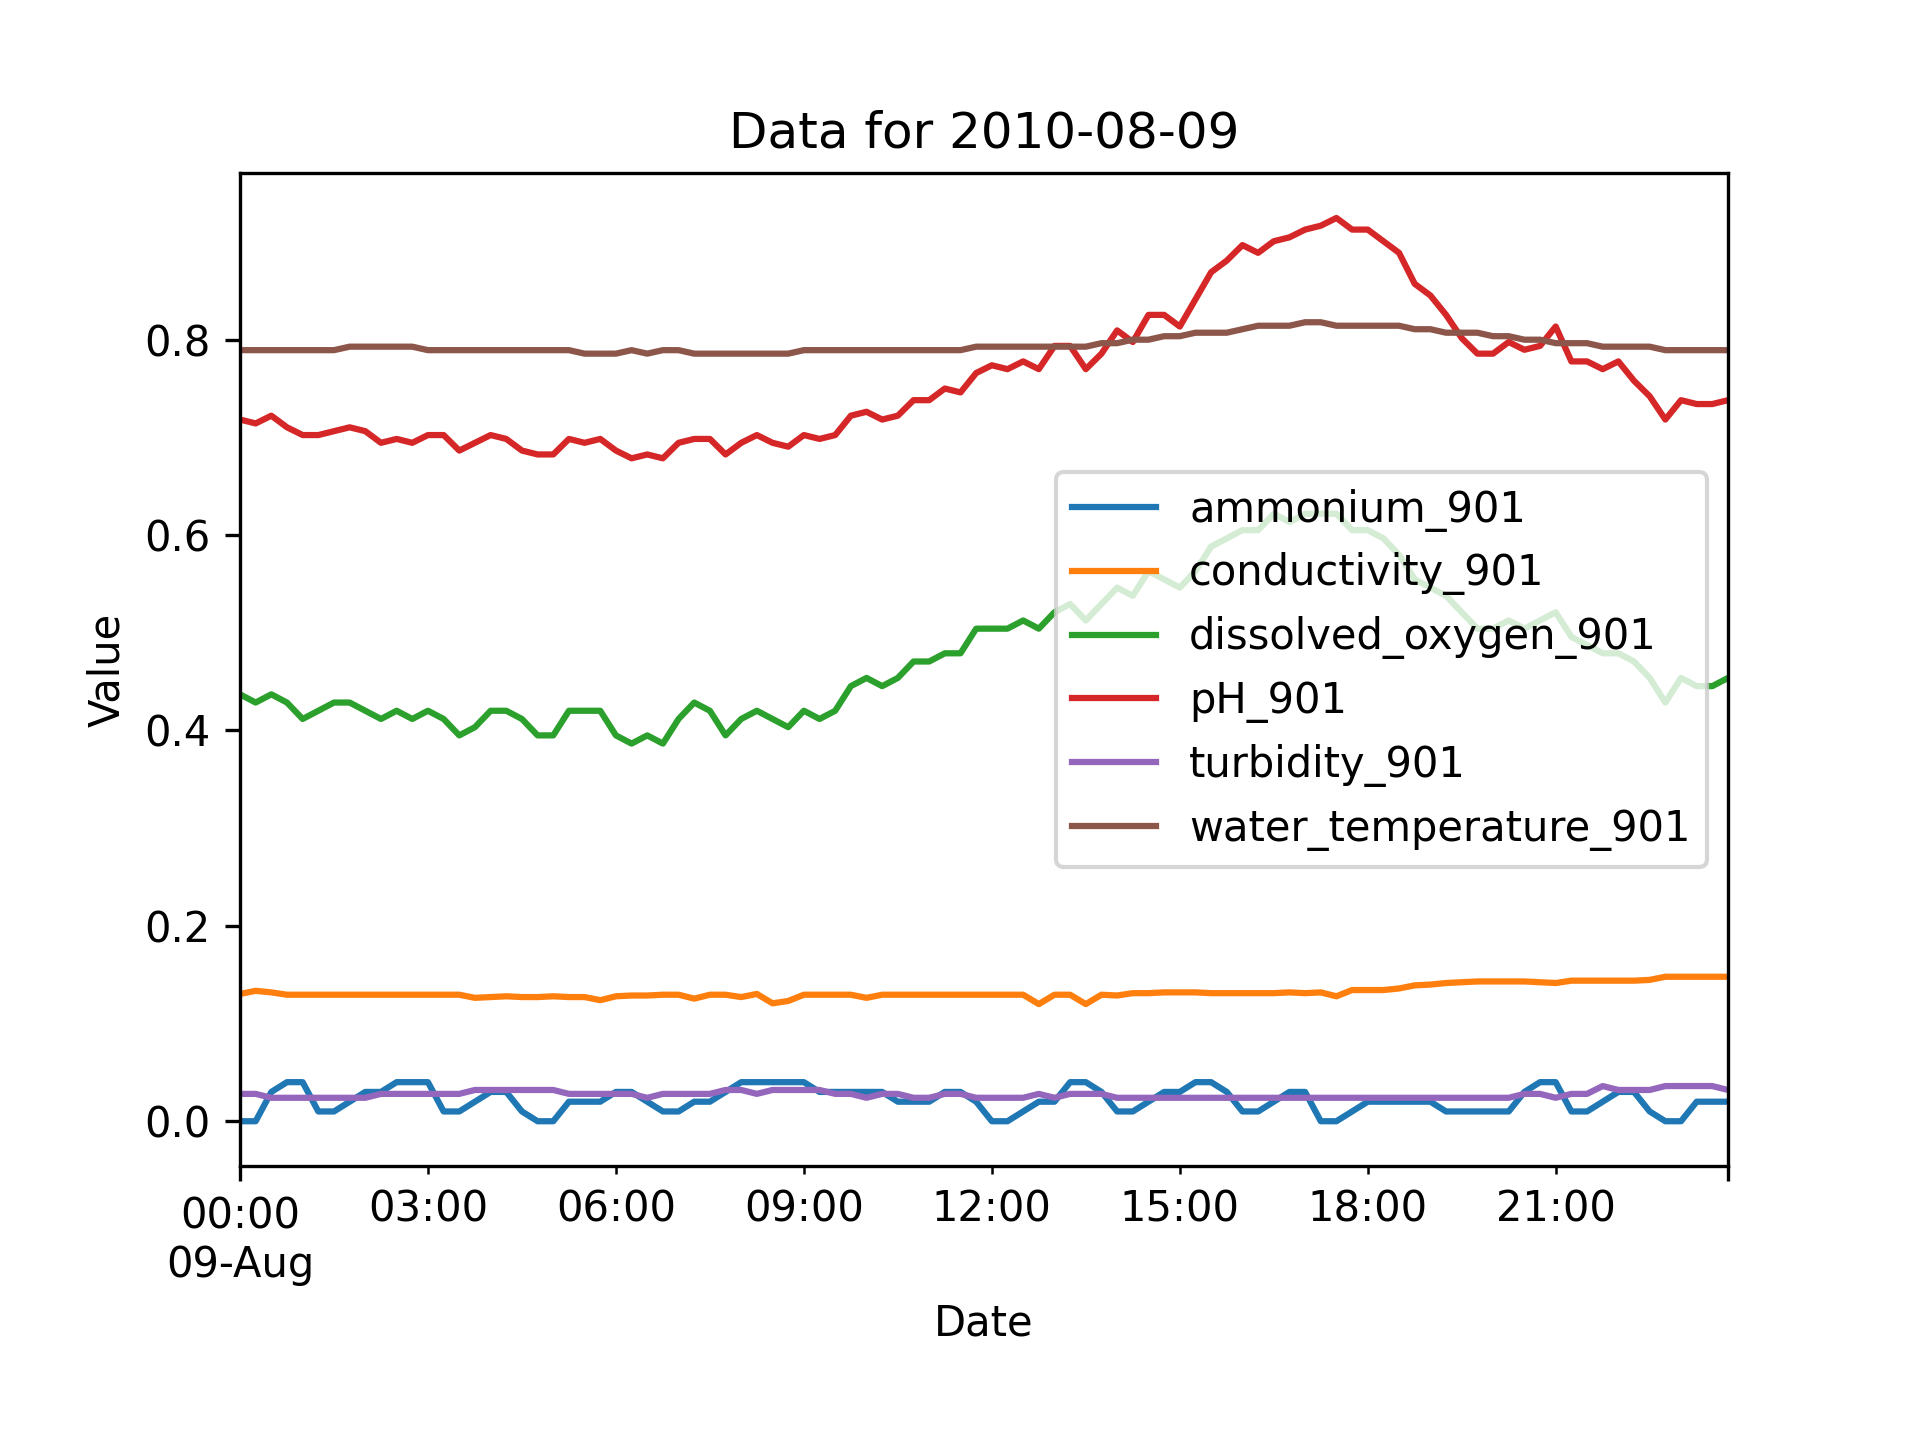 Data for 2010-08-09
Value
0.8
0.6
0.4
0.2
0.0
ammonium_901
conductivity_901
dissolved_oxygen_901
pH_901
turbidity_901
water_temperature_901
00:00 03:00 06:00 09:00 12:00 15:00 18:00 21:00
09-Aug
Date